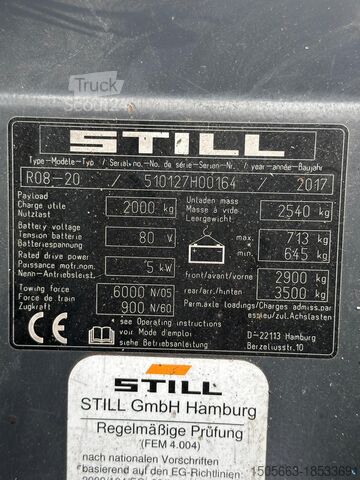 Truck
Scout24
STILL
Type-Modèle-Typ / Serial.no.-No. de série-Serien-Nr. / year-année-Baujahr
R08-20 / 510127H00164 / 2017
Payload
Charge utile 2000 kg
Nutzlast
Unladen mass
Masse à vide 2540 kg
Leergewicht
Battery voltage
Tension batterie 80 V
Batteriespannung
max. 713 kg
min. 645 kg
Rated drive power
Puissance motr.nom. 5 kW
Nenn-Antriebsleist.
front/avant/vorne 2900 kg
rear/arr./hinten 3500 kg
Towing force 6000 N/05
Force de train
Zugkraft 900 N/60
Perm.axle loadings/Charges admiss.par
essieu/zul.Achslast
CE
see Operating instructions
voir Mode d'emploi
siehe Betriebsanleitung
D-22113 Hamburg
Berzeliusstr.10
STILL
STILL GmbH Hamburg
Regelmäßige Prüfung
(FEM 4.004)
nach nationalen Vorschriften
basierend auf den EG-Richtlinien: